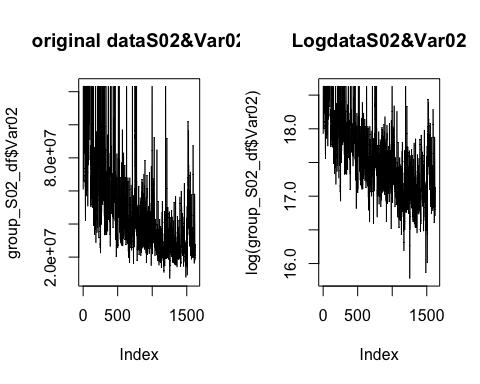 original dataS02&Var02
group_S02_df$Var02
8.0e+07
2.0e+07
0
500
1500
Index
LogdataS02&Var02
log(group_S02_df$Var02)
18.0
17.0
16.0
0
500
1500
Index